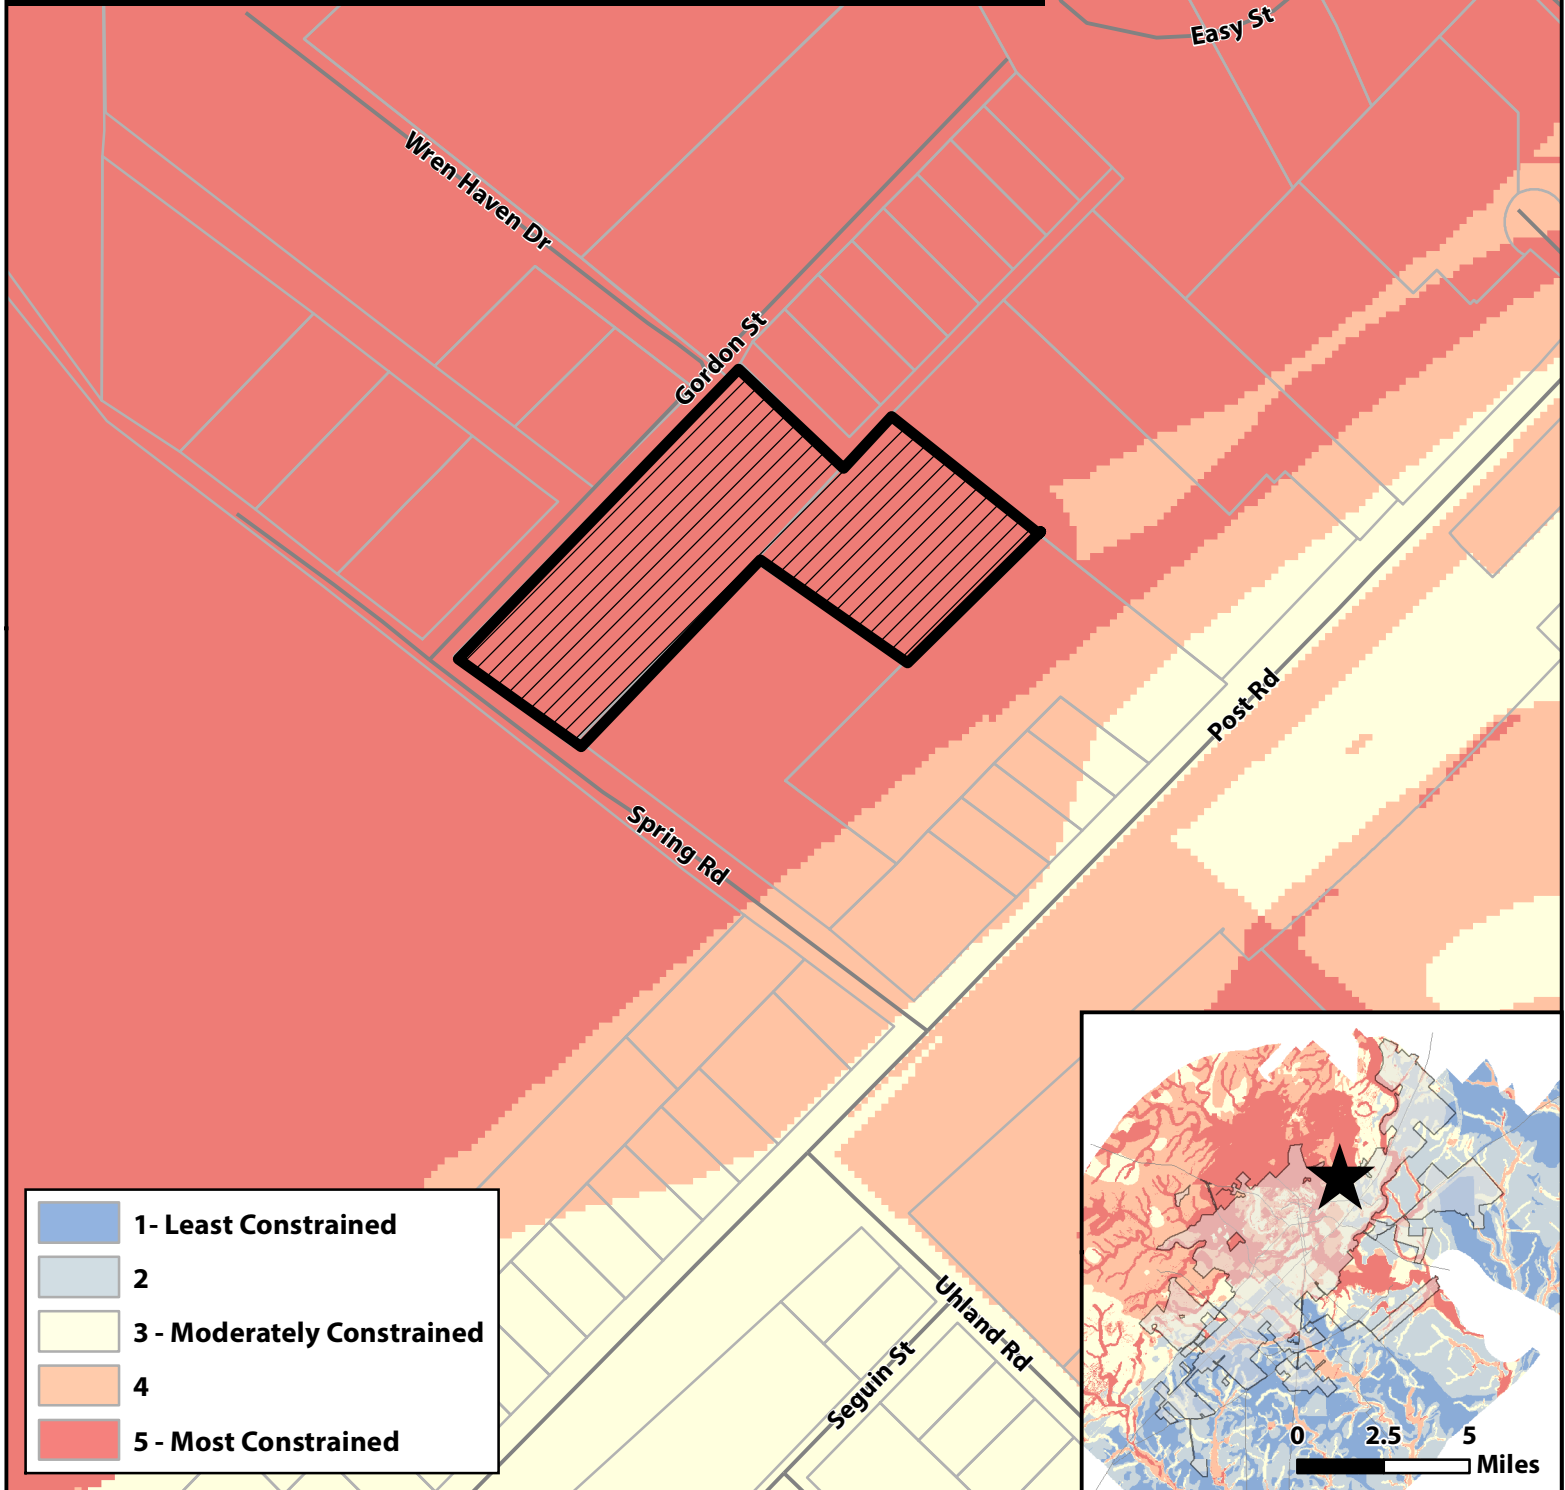 Easy St
Wren Haven Dr
Gordon St
Post Rd
Spring Rd
Uhland Rd
Seguin St
1- Least Constrained
2
3 - Moderately Constrained
4
5 - Most Constrained
0 2.5 5
Miles